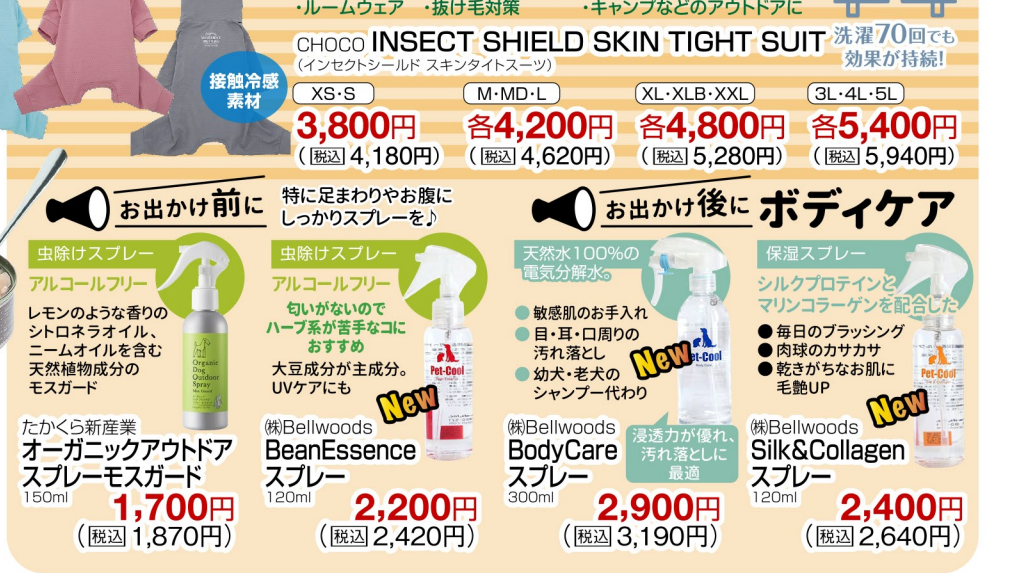 ・ルームウェア ・抜け毛対策 ・キャンプなどのアウトドアに
CHOCO INSECT SHIELD SKIN TIGHT SUIT
（インセクトシールド スキンタイトスーツ）
洗濯70回でも
効果が持続!
接触冷感
素材
XS・S
3,800円
（税込 4,180円）
M・MD・L
各4,200円
（税込 4,620円）
XL・XLB・XXL
各4,800円
（税込 5,280円）
3L・4L・5L
各5,400円
（税込 5,940円）
お出かけ前に
特に足まわりやお腹に
しっかりスプレーを♪
虫除けスプレー
アルコールフリー
レモンのような香りの
シトロネラオイル、
ニームオイルを含む
天然植物成分の
モスガード
Organic
Dog
Outdoor
Spray
たかくら新産業
オーガニックアウトドア
スプレーモスガード
150ml
1,700円
（税込 1,870円）
虫除けスプレー
アルコールフリー
匂いがないので
ハーブ系が苦手なコに
おすすめ
大豆成分が主成分。
UVケアにも
Pet-Cool
New
㈱Bellwoods
BeanEssence
スプレー
120ml
2,200円
（税込 2,420円）
お出かけ後に ボディケア
天然水100%の
電気分解水。
●敏感肌のお手入れ
●目・耳・口周りの
汚れ落とし
●幼犬・老犬の
シャンプー代わり
New
et-Cool
浸透力が優れ、
汚れ落としに
最適
㈱Bellwoods
BodyCare
スプレー
300ml
2,900円
（税込 3,190円）
保湿スプレー
シルクプロテインと
マリンコラーゲンを配合した
●毎日のブラッシング
●肉球のカサカサ
●乾きがちなお肌に
毛艶UP
Pet-Cool
New
㈱Bellwoods
Silk&Collagen
スプレー
120ml
2,400円
（税込 2,640円）